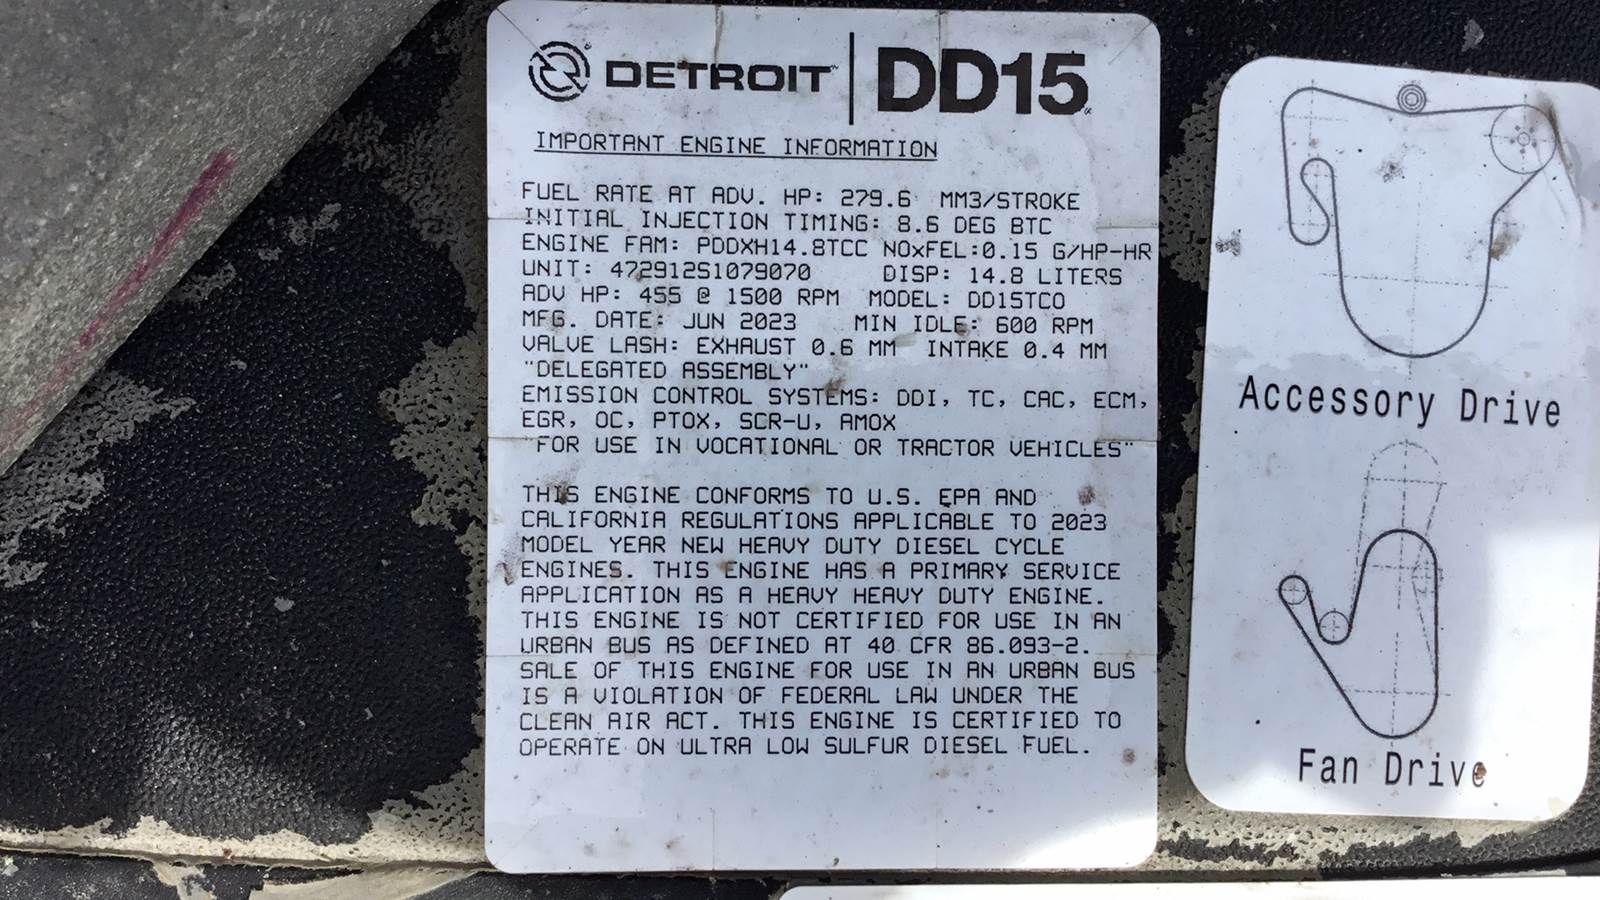 DETROIT DD15
IMPORTANT ENGINE INFORMATION
FUEL RATE AT ADV. HP: 279.6 MM3/STROKE
INITIAL INJECTION TIMING: 8.6 DEG BTC
ENGINE FAM: PDDXH14.8TCC NOxFEL:0.15 G/HP-HR
UNIT: 472912S1079070 DISP: 14.8 LITERS
ADV HP: 455 @ 1500 RPM MODEL: DD15TCO
MFG. DATE: JUN 2023 MIN IDLE: 600 RPM
VALVE LASH: EXHAUST 0.6 MM INTAKE 0.4 MM
"DELEGATED ASSEMBLY"
EMISSION CONTROL SYSTEMS: DDI, TC, CAC, ECM,
EGR, OC, PTOX, SCR-U, AMOX
"FOR USE IN VOCATIONAL OR TRACTOR VEHICLES"
THIS ENGINE CONFORMS TO U.S. EPA AND
CALIFORNIA REGULATIONS APPLICABLE TO 2023
MODEL YEAR NEW HEAVY DUTY DIESEL CYCLE
ENGINES. THIS ENGINE HAS A PRIMARY SERVICE
APPLICATION AS A HEAVY HEAVY DUTY ENGINE.
THIS ENGINE IS NOT CERTIFIED FOR USE IN AN
URBAN BUS AS DEFINED AT 40 CFR 86.093-2.
SALE OF THIS ENGINE FOR USE IN AN URBAN BUS
IS A VIOLATION OF FEDERAL LAW UNDER THE
CLEAN AIR ACT. THIS ENGINE IS CERTIFIED TO
OPERATE ON ULTRA LOW SULFUR DIESEL FUEL.
Accessory Drive
Fan Drive